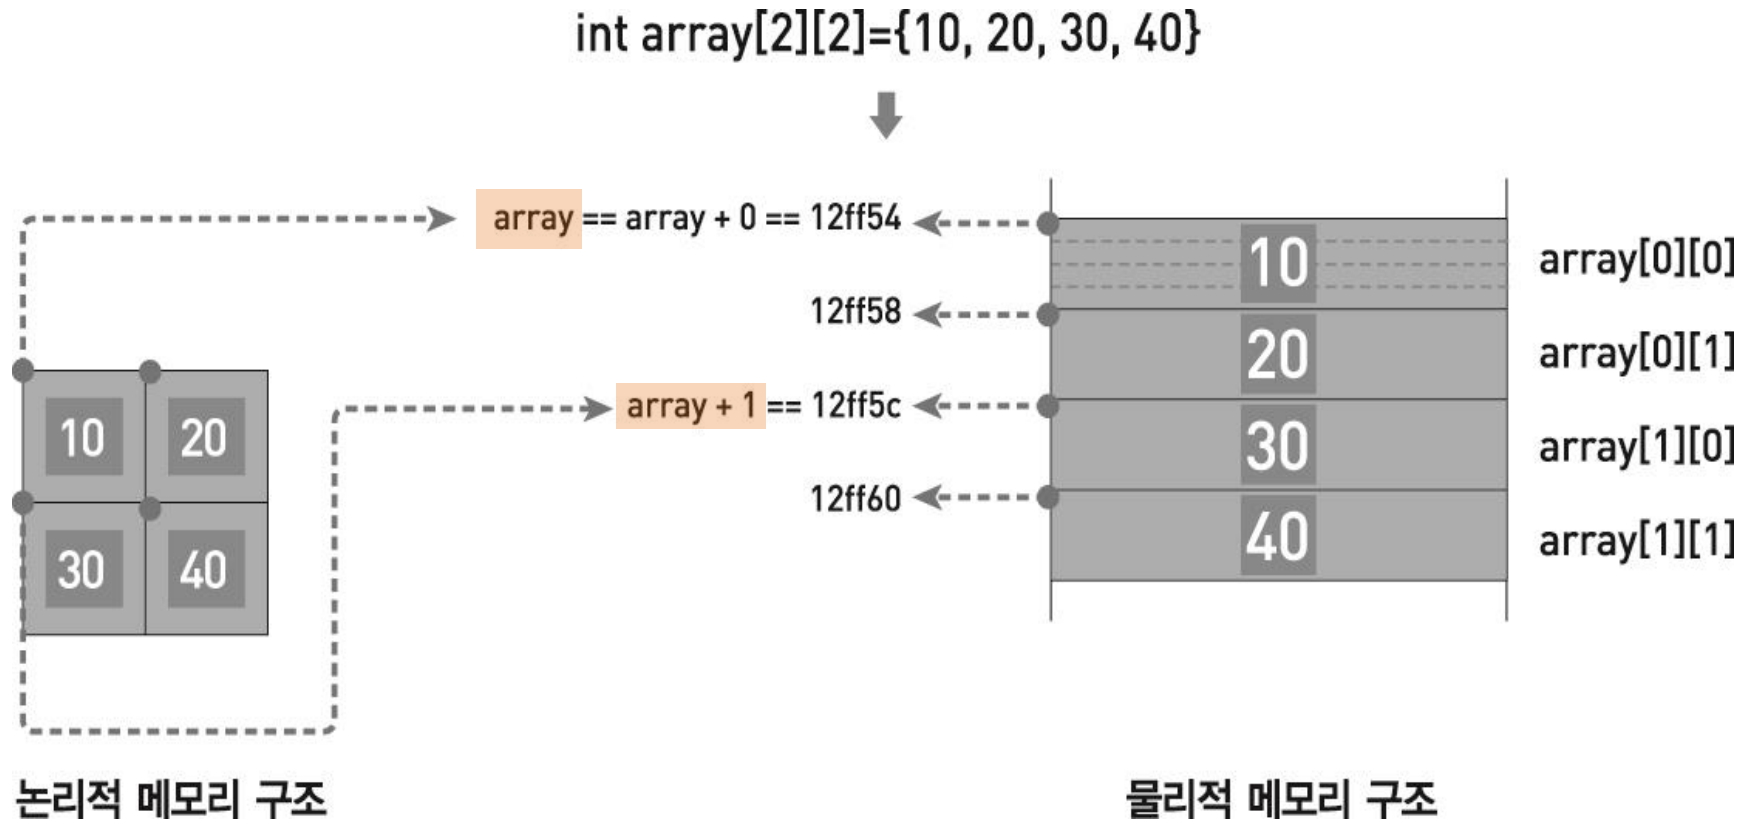 int array[2][2]={10, 20, 30, 40}
array == array + 0 == 12ff54
12ff58
array + 1 == 12ff5c
12ff60
10 20
30 40
10 array[0][0]
20 array[0][1]
30 array[1][0]
40 array[1][1]
논리적 메모리 구조
물리적 메모리 구조